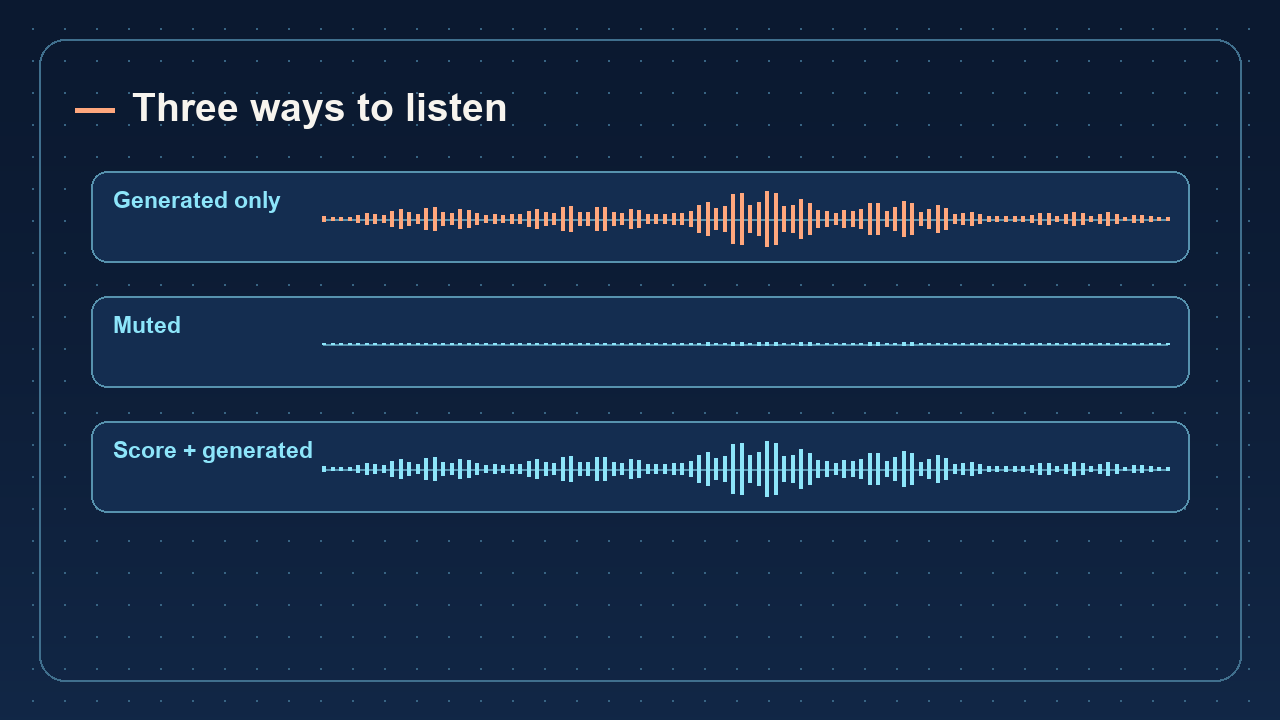 Three ways to listen
Generated only
Muted
Score + generated